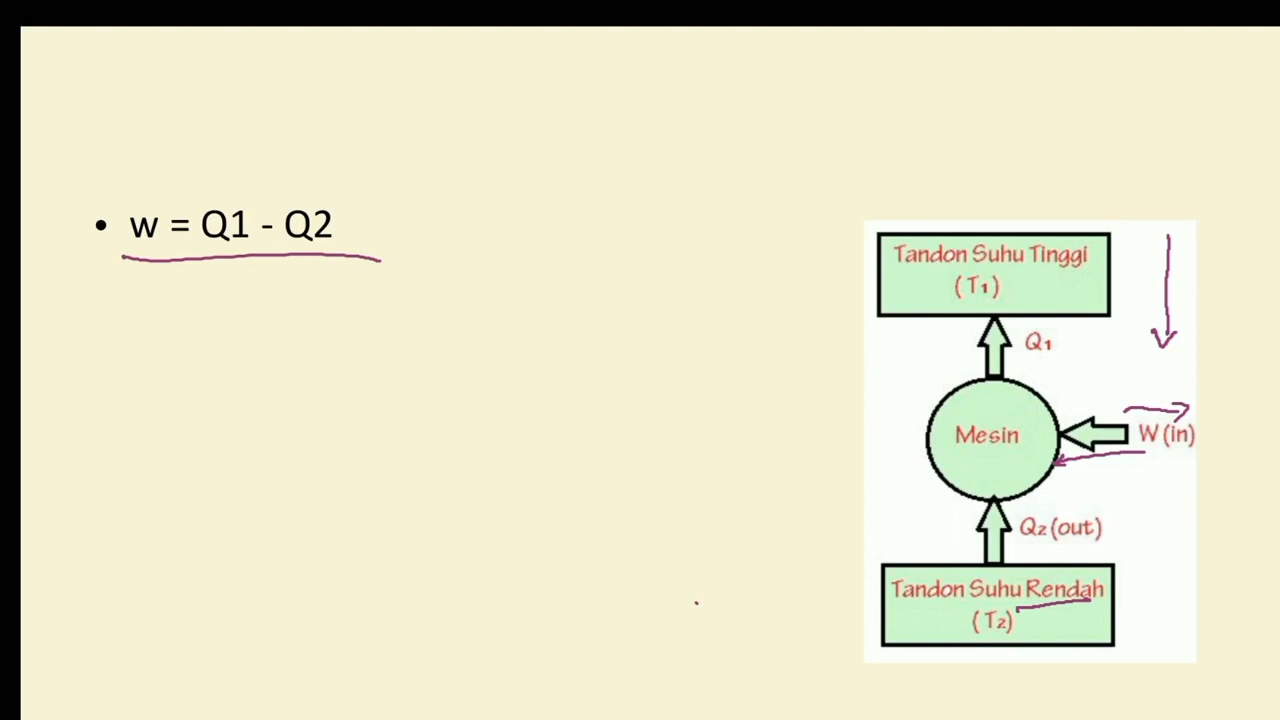 • w = Q1 - Q2
Tandon Suhu Tinggi
(T₁)
Q₁
Mesin
W (in)
Q₂ (out)
Tandon Suhu Rendah
(T₂)